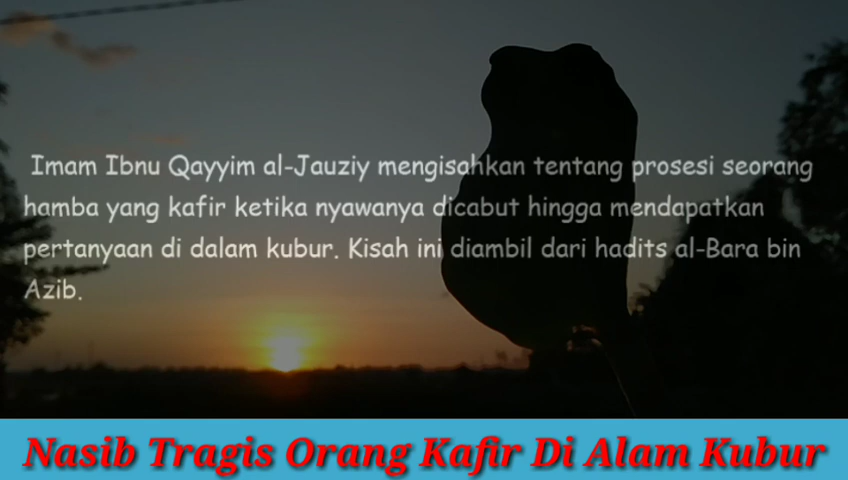 Imam Ibnu Qayyim al-Jauziy mengisahkan tentang prosesi seorang
hamba yang kafir ketika nyawanya dicabut hingga mendapatkan
pertanyaan di dalam kubur. Kisah ini diambil dari hadits al-Bara bin
Azib.
Nasib Tragis Orang Kafir Di Alam Kubur